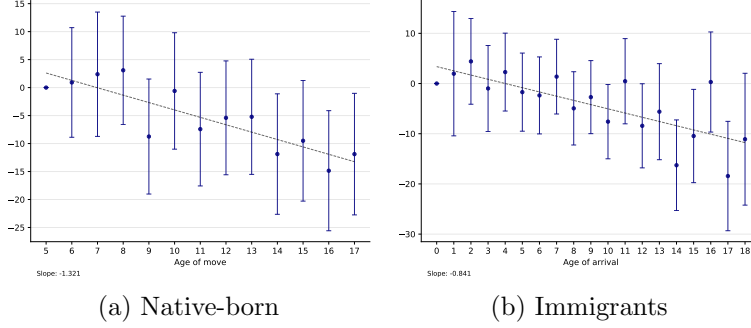 15
10
5
0
−5
−10
−15
−20
−25
5 6 7 8 9 10 11 12 13 14 15 16 17
Age of move
Slope: -1.321
(a) Native-born
10
0
−10
−20
−30
0 1 2 3 4 5 6 7 8 9 10 11 12 13 14 15 16 17 18
Age of arrival
Slope: -0.841
(b) Immigrants